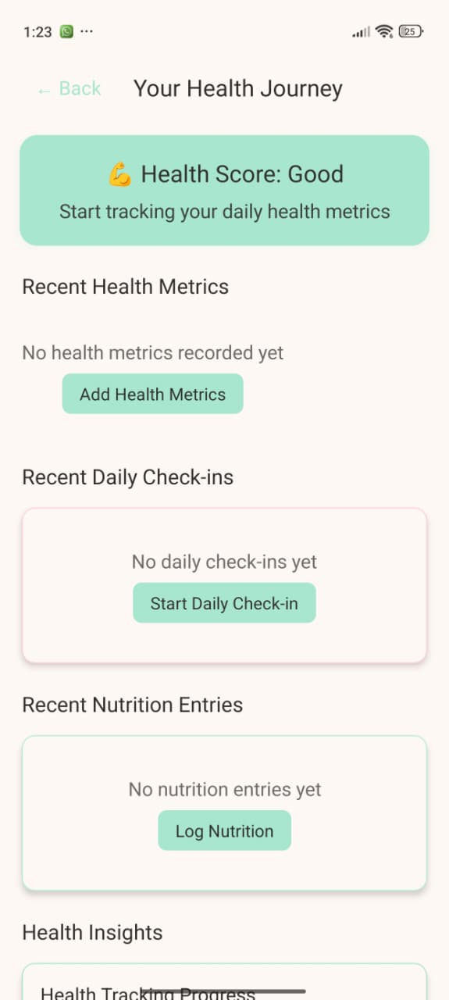 1:23 ...
25
← Back Your Health Journey
💪 Health Score: Good
Start tracking your daily health metrics
Recent Health Metrics
No health metrics recorded yet
Add Health Metrics
Recent Daily Check-ins
No daily check-ins yet
Start Daily Check-in
Recent Nutrition Entries
No nutrition entries yet
Log Nutrition
Health Insights
Health Tracking Progress